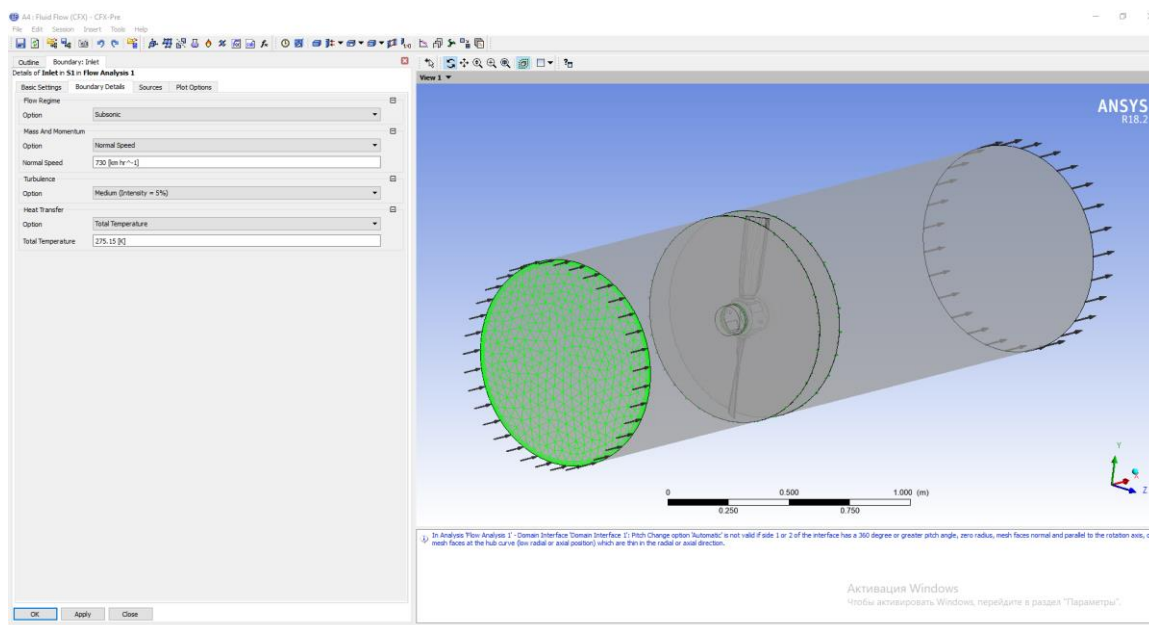 A4 : Fluid Flow (CFX) - CFX-Pre
File Edit Session Insert Tools Help
Outline Boundary: Inlet
Details of Inlet in S1 in Flow Analysis 1
Basic Settings Boundary Details Sources Plot Options
Flow Regime
Option Subsonic
Mass And Momentum
Option Normal Speed
Normal Speed 730 [km hr^-1]
Turbulence
Option Medium (Intensity = 5%)
Heat Transfer
Option Total Temperature
Total Temperature 275.15 [K]
OK Apply Close
View 1
ANSYS
R18.2
Y
X
Z
0 0.500 1.000 (m)
0.250 0.750
In Analysis 'Flow Analysis 1' - Domain Interface 'Domain Interface 1': Pitch Change option 'Automatic' is not valid if side 1 or 2 of the interface has a 360 degree or greater pitch angle, zero radius, mesh faces normal and parallel to the rotation axis,
mesh faces at the hub curve (low radial or axial position) which are thin in the radial or axial direction.
Активация Windows
Чтобы активировать Windows, перейдите в раздел "Параметры".